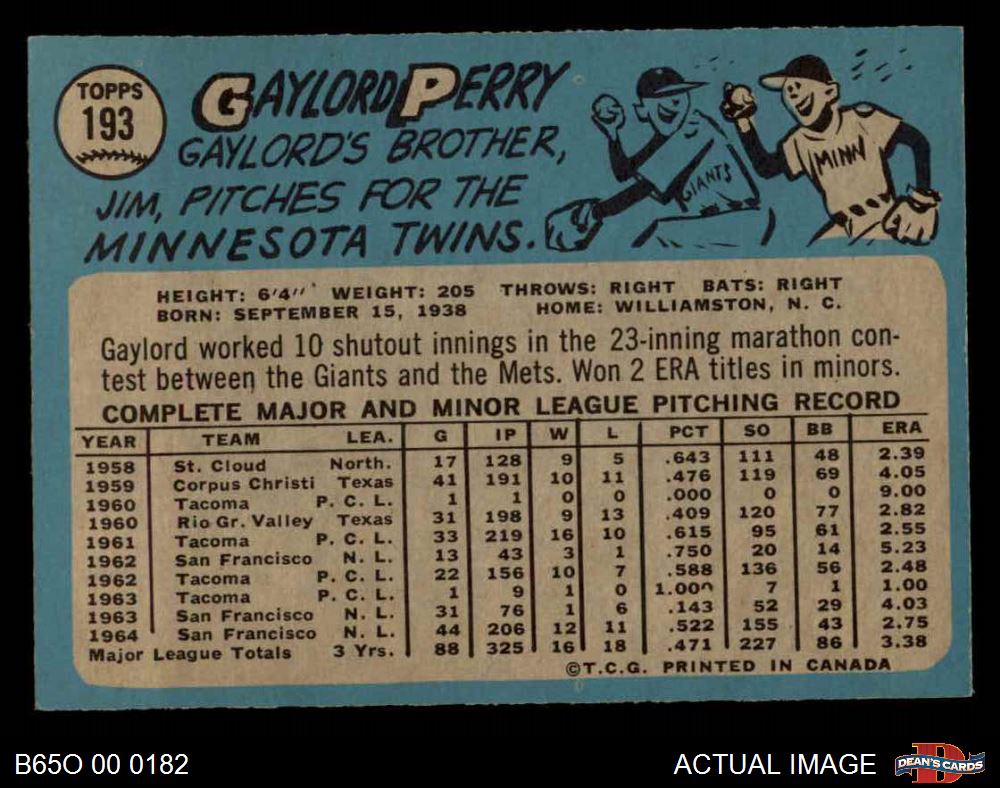 TOPPS
193
GAYLORD PERRY
GAYLORD'S BROTHER,
JIM, PITCHES FOR THE
MINNESOTA TWINS.
GIANTS
MINN
HEIGHT: 6'4" WEIGHT: 205 THROWS: RIGHT BATS: RIGHT
BORN: SEPTEMBER 15, 1938 HOME: WILLIAMSTON, N. C.
Gaylord worked 10 shutout innings in the 23-inning marathon con-
test between the Giants and the Mets. Won 2 ERA titles in minors.
COMPLETE MAJOR AND MINOR LEAGUE PITCHING RECORD
YEAR TEAM LEA. G IP W L PCT SO BB ERA
1958 St. Cloud North. 17 128 9 5 .643 111 48 2.39
1959 Corpus Christi Texas 41 191 10 11 .476 119 69 4.05
1960 Tacoma P. C. L. 1 1 0 0 .000 0 0 9.00
1960 Rio Gr. Valley Texas 31 198 9 13 .409 120 77 2.82
1961 Tacoma P. C. L. 33 219 16 10 .615 95 61 2.55
1962 San Francisco N. L. 13 43 3 1 .750 20 14 5.23
1962 Tacoma P. C. L. 22 156 10 7 .588 136 56 2.48
1963 Tacoma P. C. L. 1 9 1 0 1.000 7 1 1.00
1963 San Francisco N. L. 31 76 1 6 .143 52 29 4.03
1964 San Francisco N. L. 44 206 12 11 .522 155 43 2.75
Major League Totals 3 Yrs. 88 325 16 18 .471 227 86 3.38
©T.C.G. PRINTED IN CANADA
B65O 00 0182 ACTUAL IMAGE
DEAN'S CARDS